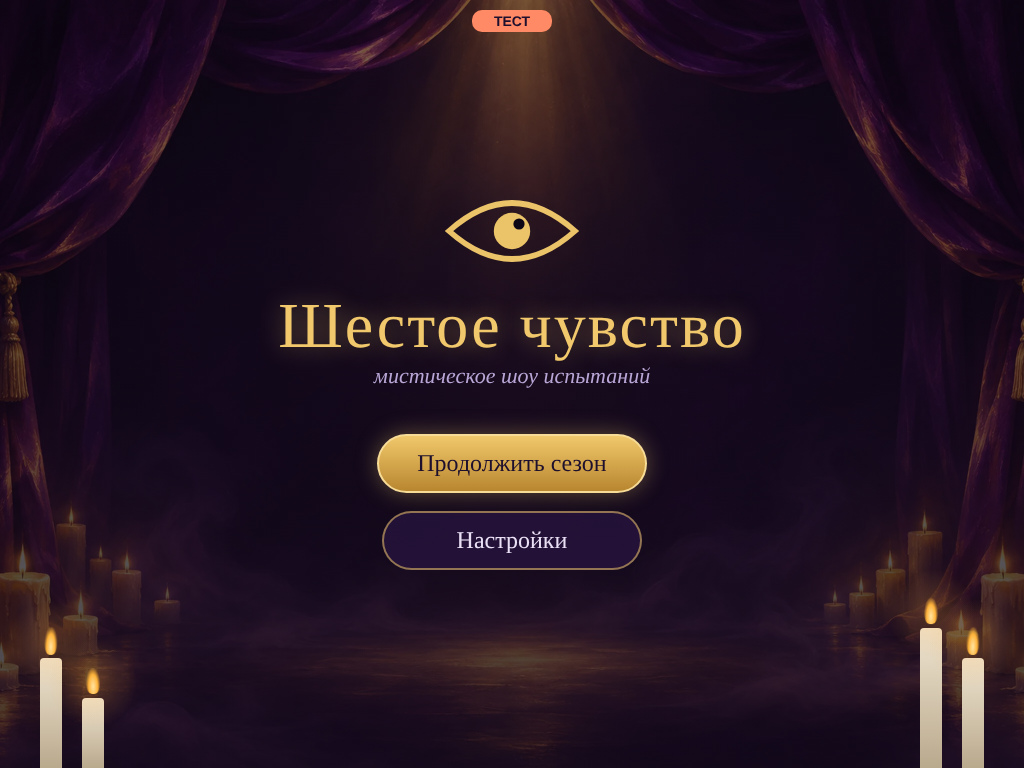 ТЕСТ
Шестое чувство
мистическое шоу испытаний
Продолжить сезон
Настройки